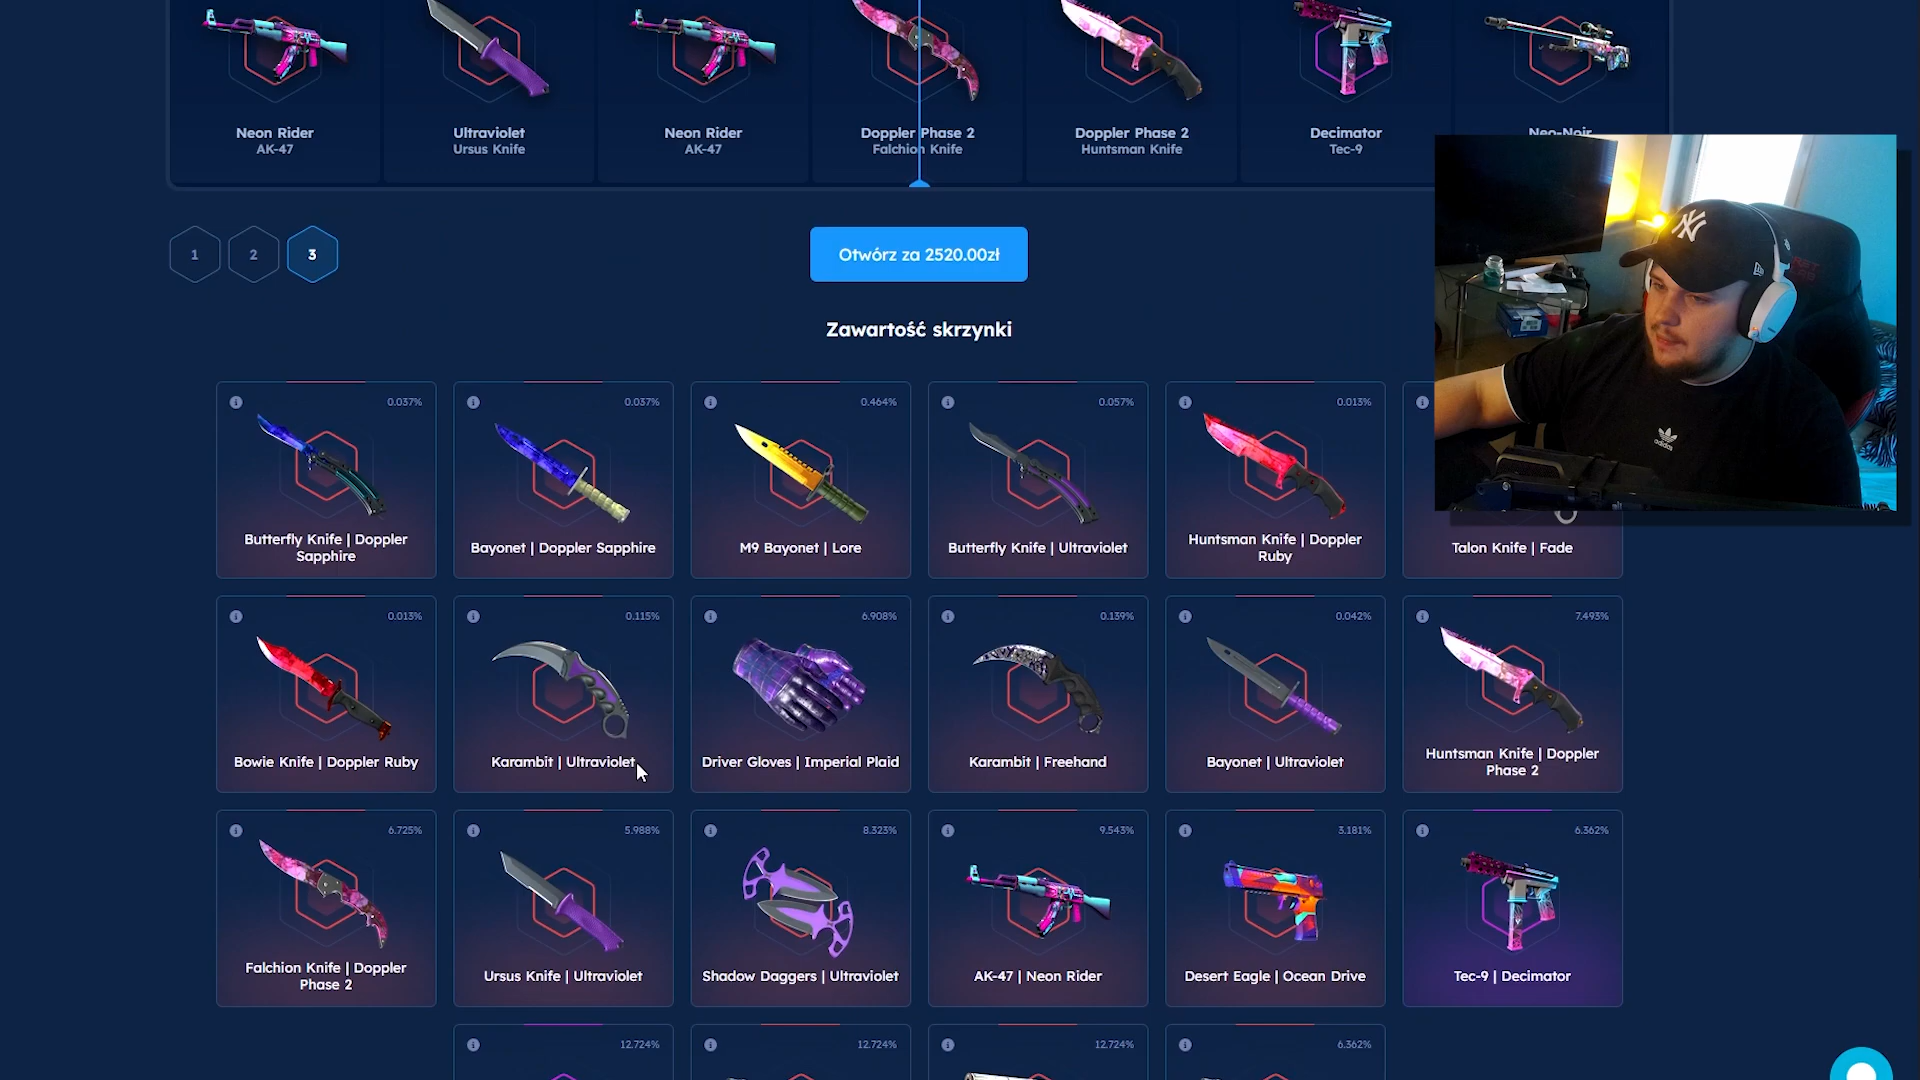 Neon Rider
AK-47
Ultraviolet
Ursus Knife
Neon Rider
AK-47
Doppler Phase 2
Falchion Knife
Doppler Phase 2
Huntsman Knife
Decimator
Tec-9
Neo-Noir
1
2
3
Otwórz za 2520.00zł
Zawartość skrzynki
NY
adidas
0.037%
Butterfly Knife | Doppler
Sapphire
0.037%
Bayonet | Doppler Sapphire
0.464%
M9 Bayonet | Lore
0.057%
Butterfly Knife | Ultraviolet
0.013%
Huntsman Knife | Doppler
Ruby
Talon Knife | Fade
0.013%
Bowie Knife | Doppler Ruby
0.115%
Karambit | Ultraviolet
6.908%
Driver Gloves | Imperial Plaid
0.139%
Karambit | Freehand
0.042%
Bayonet | Ultraviolet
7.493%
Huntsman Knife | Doppler
Phase 2
6.725%
Falchion Knife | Doppler
Phase 2
5.988%
Ursus Knife | Ultraviolet
8.323%
Shadow Daggers | Ultraviolet
9.543%
AK-47 | Neon Rider
3.181%
Desert Eagle | Ocean Drive
6.362%
Tec-9 | Decimator
12.724%
12.724%
12.724%
6.362%